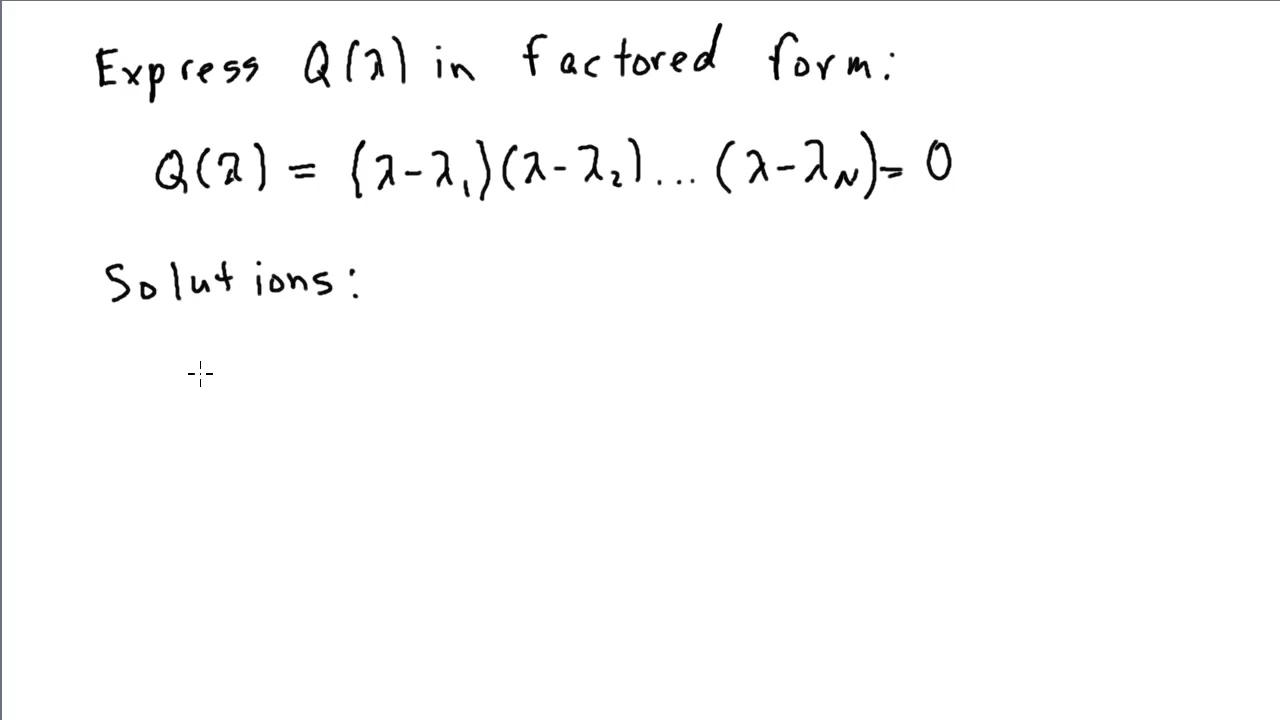 Express Q(λ) in factored form:
Q(λ) = (λ-λ₁)(λ-λ₂)...(λ-λ_N)= 0
Solutions: